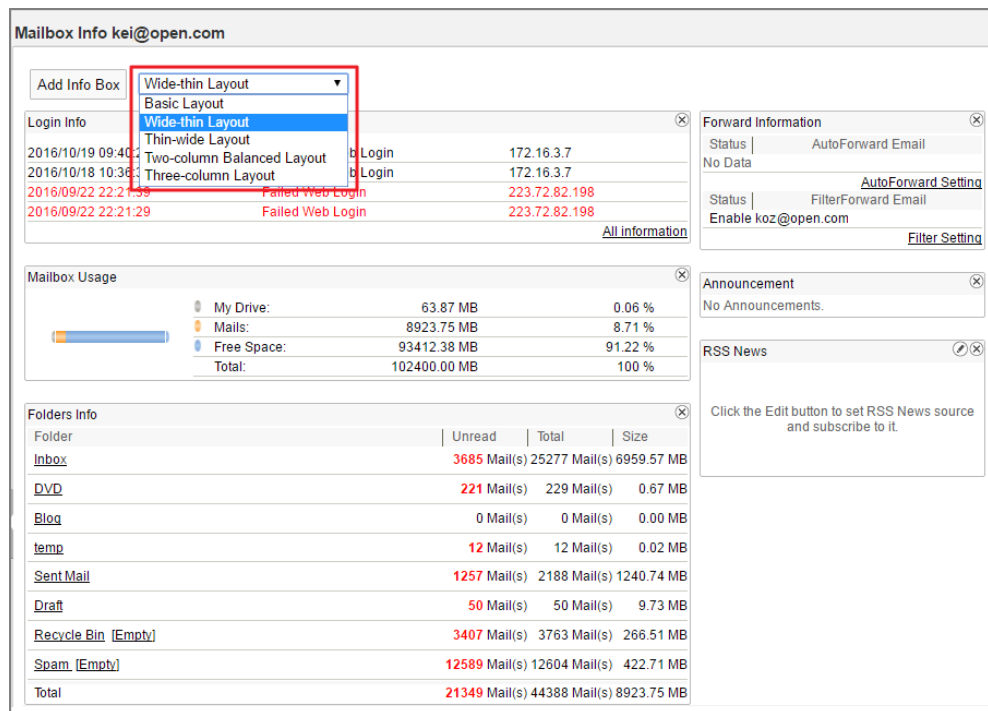 Mailbox Info kei@open.com
Add Info Box
Wide-thin Layout
Basic Layout
Wide-thin Layout
Thin-wide Layout
Two-column Balanced Layout
Three-column Layout
Login Info
2016/10/19 09:40: Login 172.16.3.7
2016/10/18 10:36: Login 172.16.3.7
2016/09/22 22:21:39 Failed Web Login 223.72.82.198
2016/09/22 22:21:29 Failed Web Login 223.72.82.198
All information
Mailbox Usage
My Drive: 63.87 MB 0.06 %
Mails: 8923.75 MB 8.71 %
Free Space: 93412.38 MB 91.22 %
Total: 102400.00 MB 100 %
Folders Info
Folder Unread Total Size
Inbox 3685 Mail(s) 25277 Mail(s) 6959.57 MB
DVD 221 Mail(s) 229 Mail(s) 0.67 MB
Blog 0 Mail(s) 0 Mail(s) 0.00 MB
temp 12 Mail(s) 12 Mail(s) 0.02 MB
Sent Mail 1257 Mail(s) 2188 Mail(s) 1240.74 MB
Draft 50 Mail(s) 50 Mail(s) 9.73 MB
Recycle Bin [Empty] 3407 Mail(s) 3763 Mail(s) 266.51 MB
Spam [Empty] 12589 Mail(s) 12604 Mail(s) 422.71 MB
Total 21349 Mail(s) 44388 Mail(s) 8923.75 MB
Forward Information
Status AutoForward Email
No Data
AutoForward Setting
Status FilterForward Email
Enable koz@open.com
Filter Setting
Announcement
No Announcements.
RSS News
Click the Edit button to set RSS News source
and subscribe to it.